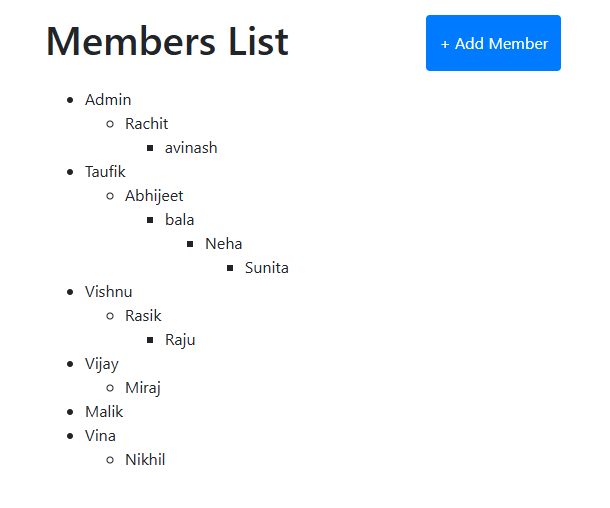 Members List
+ Add Member
Admin
Rachit
avinash
Taufik
Abhijeet
bala
Neha
Sunita
Vishnu
Rasik
Raju
Vijay
Miraj
Malik
Vina
Nikhil